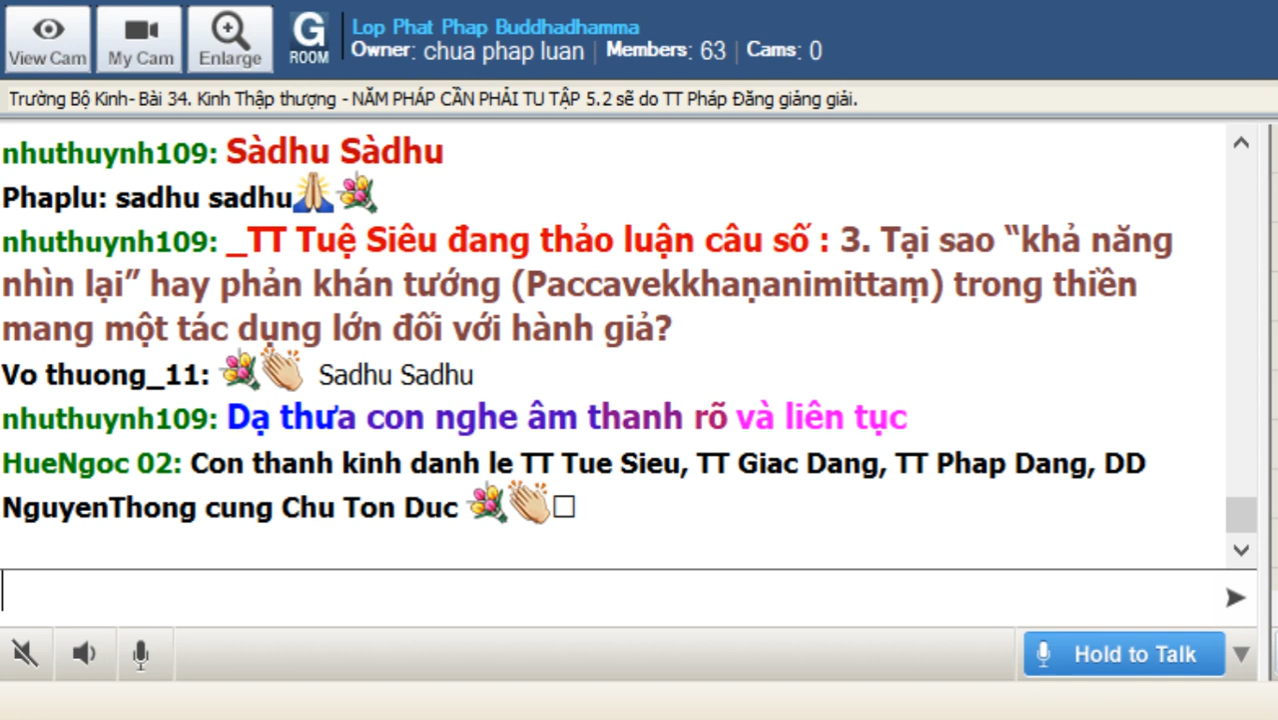 View Cam
My Cam
Enlarge
G
ROOM
Lop Phat Phap Buddhadhamma
Owner: chua phap luan | Members: 63 | Cams: 0
Trường Bộ Kinh- Bài 34. Kinh Thập thượng - NĂM PHÁP CẦN PHẢI TU TẬP 5.2 sẽ do TT Pháp Đăng giảng giải.
nhuthuynh109: Sàdhu Sàdhu
Phaplu: sadhu sadhu🙏💐
nhuthuynh109: _TT Tuệ Siêu đang thảo luận câu số : 3. Tại sao “khả năng
nhìn lại” hay phản khán tướng (Paccavekkhaṇanimittaṃ) trong thiền
mang một tác dụng lớn đối với hành giả?
Vo thuong_11: 💐👏 Sadhu Sadhu
nhuthuynh109: Dạ thưa con nghe âm thanh rõ và liên tục
HueNgoc 02: Con thanh kinh danh le TT Tue Sieu, TT Giac Dang, TT Phap Dang, DD
NguyenThong cung Chu Ton Duc 💐👏□
Hold to Talk